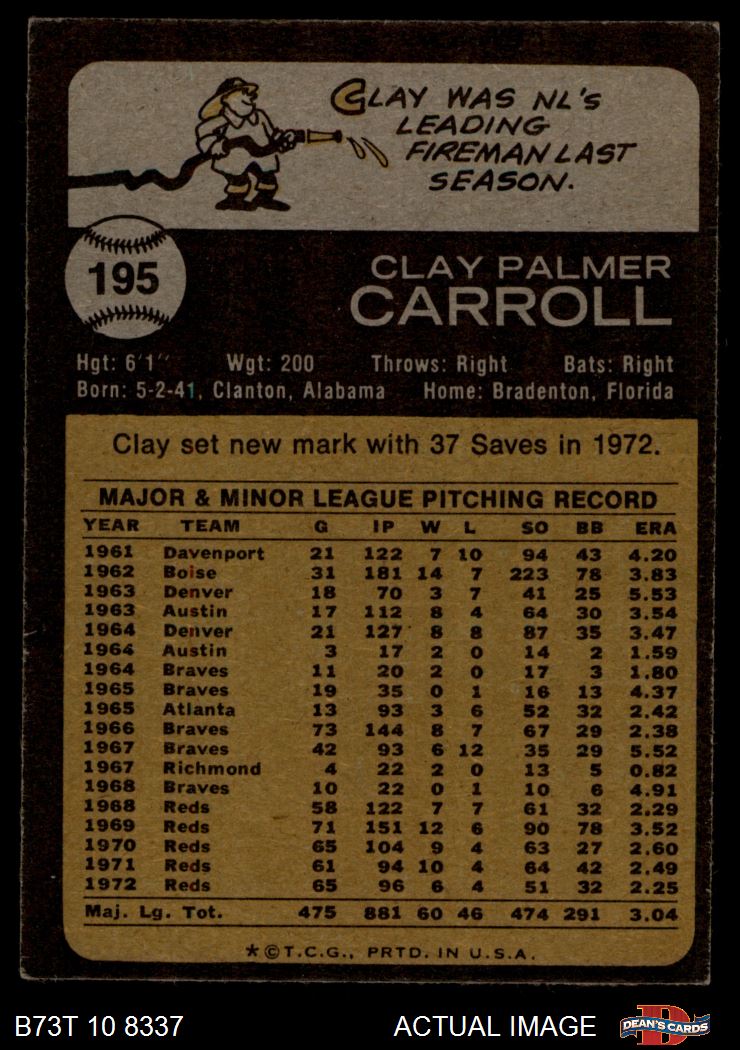 CLAY WAS NL'S
LEADING
FIREMAN LAST
SEASON.
195
CLAY PALMER
CARROLL
Hgt: 6'1" Wgt: 200 Throws: Right Bats: Right
Born: 5-2-41, Clanton, Alabama Home: Bradenton, Florida
Clay set new mark with 37 Saves in 1972.
MAJOR & MINOR LEAGUE PITCHING RECORD
YEAR TEAM G IP W L SO BB ERA
1961 Davenport 21 122 7 10 94 43 4.20
1962 Boise 31 181 14 7 223 78 3.83
1963 Denver 18 70 3 7 41 25 5.53
1963 Austin 17 112 8 4 64 30 3.54
1964 Denver 21 127 8 8 87 35 3.47
1964 Austin 3 17 2 0 14 2 1.59
1964 Braves 11 20 2 0 17 3 1.80
1965 Braves 19 35 0 1 16 13 4.37
1965 Atlanta 13 93 3 6 52 32 2.42
1966 Braves 73 144 8 7 67 29 2.38
1967 Braves 42 93 6 12 35 29 5.52
1967 Richmond 4 22 2 0 13 5 0.82
1968 Braves 10 22 0 1 10 6 4.91
1968 Reds 58 122 7 7 61 32 2.29
1969 Reds 71 151 12 6 90 78 3.52
1970 Reds 65 104 9 4 63 27 2.60
1971 Reds 61 94 10 4 64 42 2.49
1972 Reds 65 96 6 4 51 32 2.25
Maj. Lg. Tot. 475 881 60 46 474 291 3.04
*©T.C.G., PRTD. IN U.S.A.
B73T 10 8337 ACTUAL IMAGE
D
DEAN'S CARDS